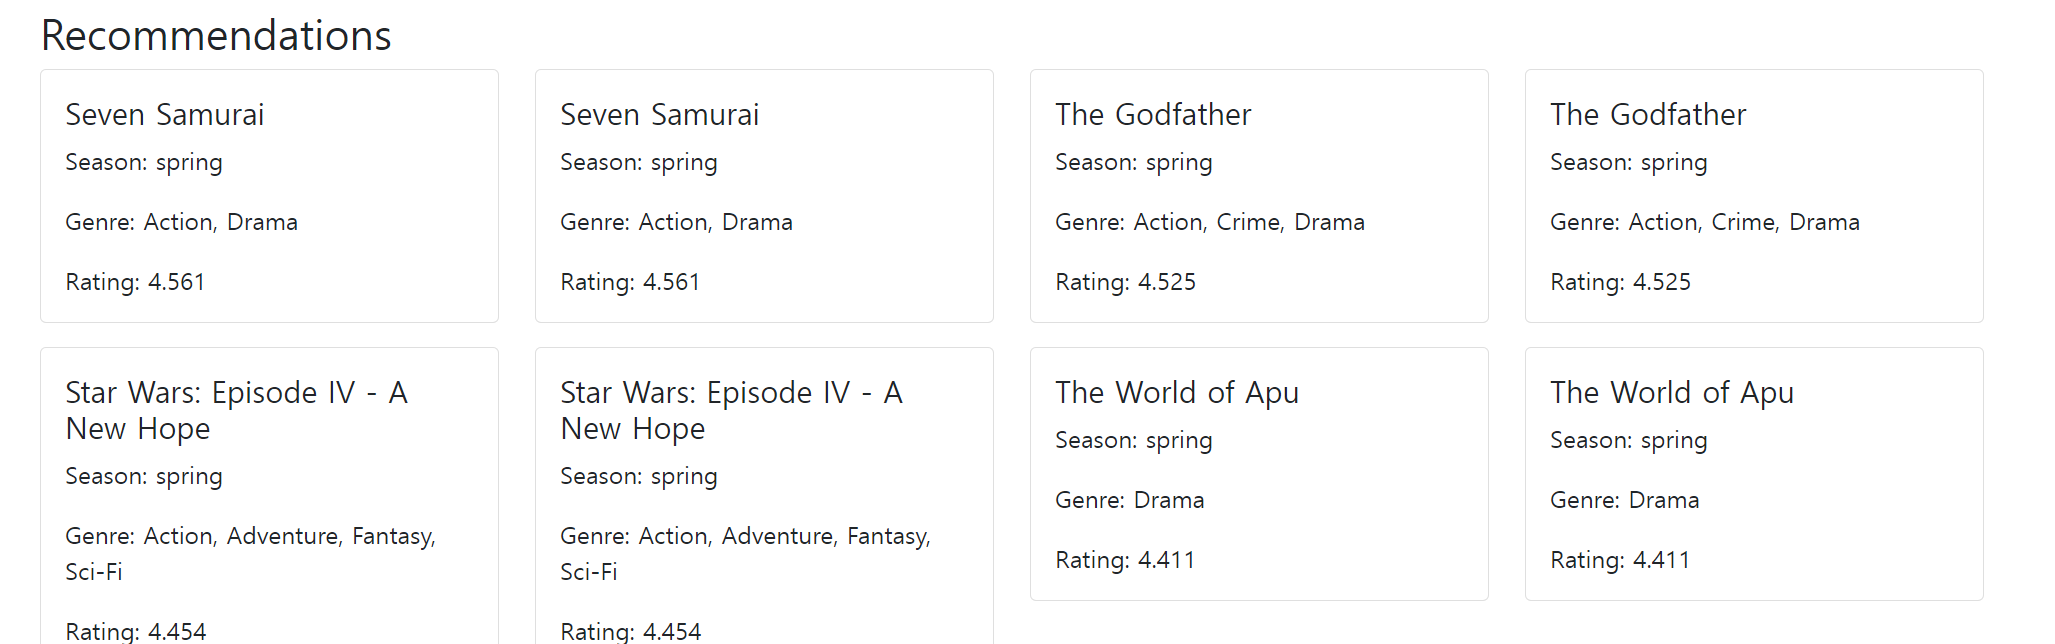 Recommendations
Seven Samurai
Season: spring
Genre: Action, Drama
Rating: 4.561
Seven Samurai
Season: spring
Genre: Action, Drama
Rating: 4.561
The Godfather
Season: spring
Genre: Action, Crime, Drama
Rating: 4.525
The Godfather
Season: spring
Genre: Action, Crime, Drama
Rating: 4.525
Star Wars: Episode IV - A
New Hope
Season: spring
Genre: Action, Adventure, Fantasy,
Sci-Fi
Rating: 4.454
Star Wars: Episode IV - A
New Hope
Season: spring
Genre: Action, Adventure, Fantasy,
Sci-Fi
Rating: 4.454
The World of Apu
Season: spring
Genre: Drama
Rating: 4.411
The World of Apu
Season: spring
Genre: Drama
Rating: 4.411